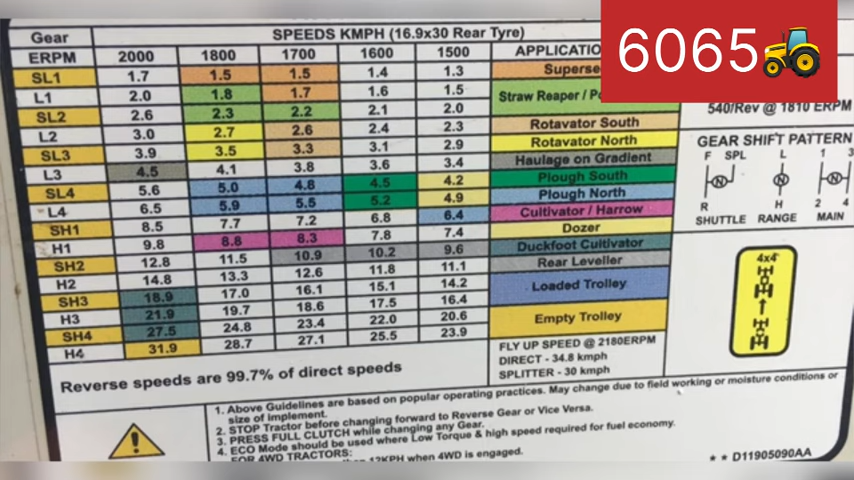 6065
Gear SPEEDS KMPH (16.9x30 Rear Tyre)
ERPM 2000 1800 1700 1600 1500
SL1 1.7 1.5 1.5 1.4 1.3 Superse
L1 2.0 1.8 1.7 1.6 1.5 Straw Reaper /
SL2 2.6 2.3 2.2 2.1 2.0
L2 3.0 2.7 2.6 2.4 2.3 Rotavator South
SL3 3.9 3.5 3.3 3.1 2.9 Rotavator North
L3 4.5 4.1 3.8 3.6 3.4 Haulage on Gradient
SL4 5.6 5.0 4.8 4.5 4.2 Plough South
L4 6.5 5.9 5.5 5.2 4.9 Plough North
SH1 8.5 7.7 7.2 6.8 6.4 Cultivator / Harrow
H1 9.8 8.8 8.3 7.8 7.4 Dozer
SH2 12.8 11.5 10.9 10.2 9.6 Duckfoot Cultivator
H2 14.8 13.3 12.6 11.8 11.1 Rear Leveller
SH3 18.9 17.0 16.1 15.1 14.2 Loaded Trolley
H3 21.9 19.7 18.6 17.5 16.4
SH4 27.5 24.8 23.4 22.0 20.6 Empty Trolley
H4 31.9 28.7 27.1 25.5 23.9
APPLICATIO
540/Rev @ 1810 ERPM
GEAR SHIFT PATTERN
F SPL L 1 3
N N N
R H 2 4
SHUTTLE RANGE MAIN
4x4
FLY UP SPEED @ 2180ERPM
DIRECT - 34.8 kmph
SPLITTER - 30 kmph
Reverse speeds are 99.7% of direct speeds
1. Above Guidelines are based on popular operating practices. May change due to field working or moisture conditions or
size of implement.
2. STOP Tractor before changing forward to Reverse Gear or Vice Versa.
3. PRESS FULL CLUTCH while changing any Gear.
4. ECO Mode should be used where Low Torque & high speed required for fuel economy.
FOR 4WD TRACTORS:
12KPH when 4WD is engaged.
** D11905090AA